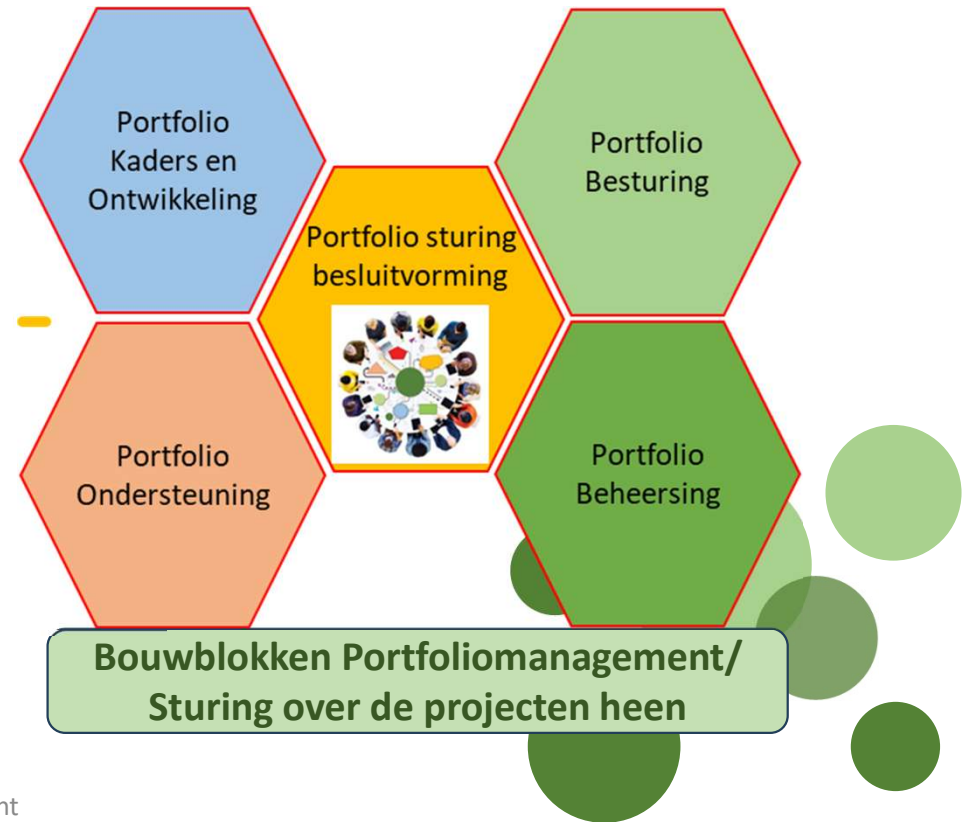 Portfolio
Kaders en
Ontwikkeling
Portfolio
Besturing
Portfolio sturing
besluitvorming
Portfolio
Ondersteuning
Portfolio
Beheersing
Bouwblokken Portfoliomanagement/
Sturing over de projecten heen
nt